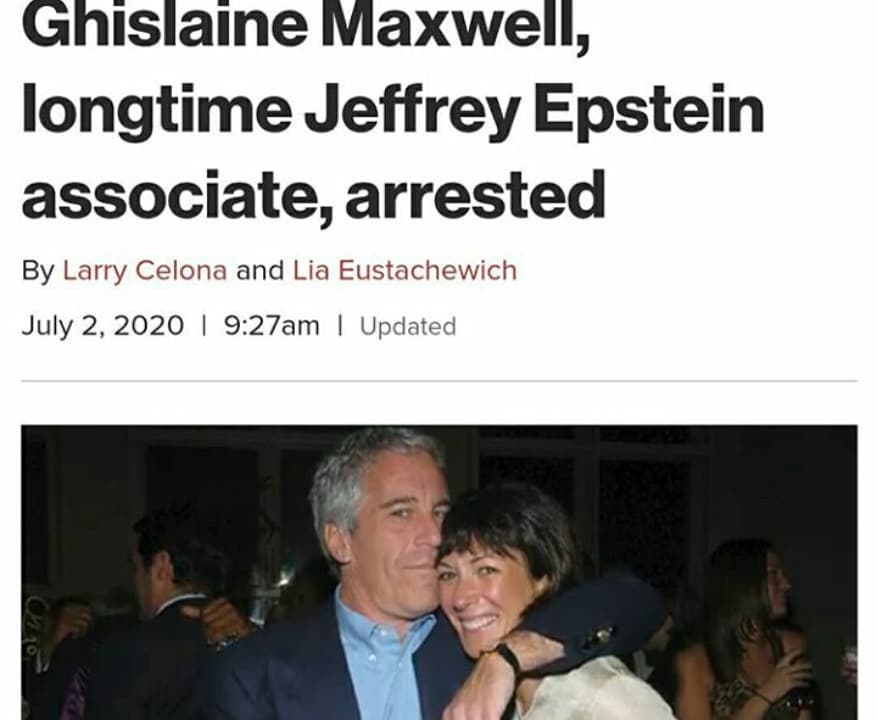 Ghislaine Maxwell,
longtime Jeffrey Epstein
associate, arrested
By Larry Celona and Lia Eustachewich
July 2, 2020 | 9:27am | Updated